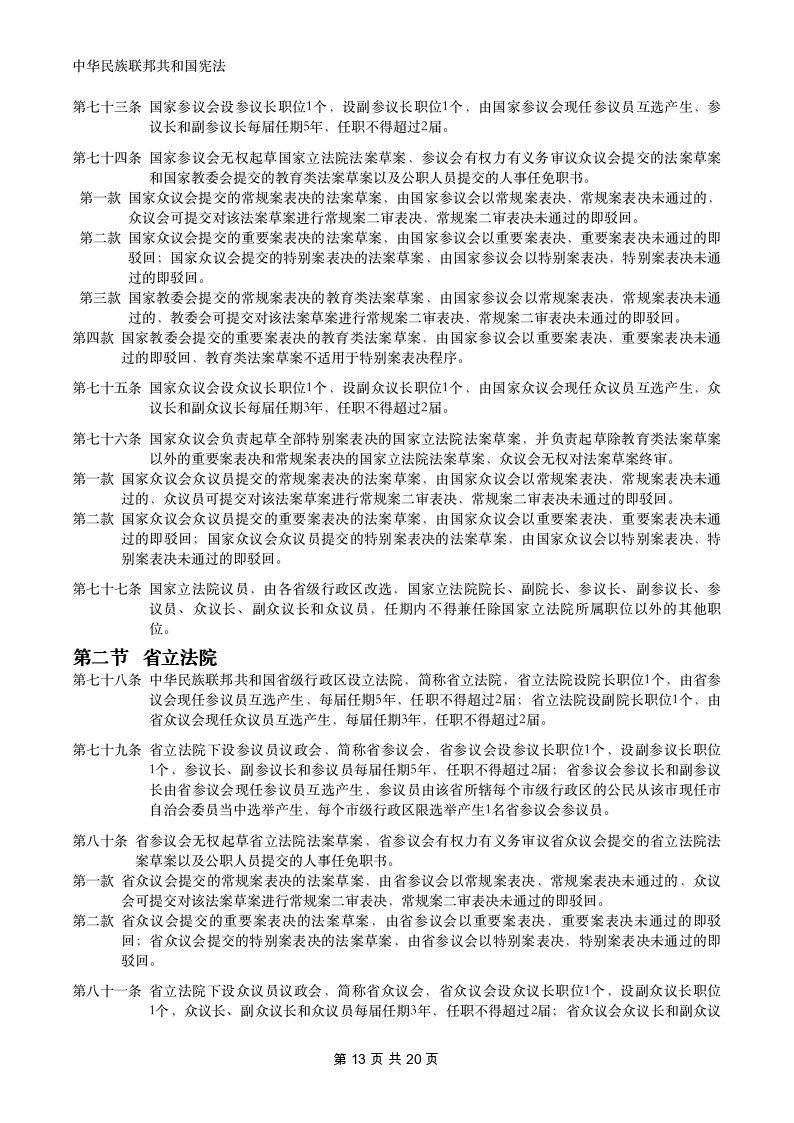 中华民族联邦共和国宪法
第七十三条 国家参议会设参议长职位1个，设副参议长职位1个，由国家参议会现任参议员互选产生，参
议长和副参议长每届任期5年，任职不得超过2届。
第七十四条 国家参议会无权起草国家立法院法案草案，参议会有权力有义务审议众议会提交的法案草案
和国家教委会提交的教育类法案草案以及公职人员提交的人事任免职书。
第一款 国家众议会提交的常规案表决的法案草案，由国家参议会以常规案表决，常规案表决未通过的，
众议会可提交对该法案草案进行常规案二审表决，常规案二审表决未通过的即驳回。
第二款 国家众议会提交的重要案表决的法案草案，由国家参议会以重要案表决，重要案表决未通过的即
驳回；国家众议会提交的特别案表决的法案草案，由国家参议会以特别案表决，特别案表决未通
过的即驳回。
第三款 国家教委会提交的常规案表决的教育类法案草案，由国家参议会以常规案表决，常规案表决未通
过的，教委会可提交对该法案草案进行常规案二审表决，常规案二审表决未通过的即驳回。
第四款 国家教委会提交的重要案表决的教育类法案草案，由国家参议会以重要案表决，重要案表决未通
过的即驳回，教育类法案草案不适用于特别案表决程序。
第七十五条 国家众议会设众议长职位1个，设副众议长职位1个，由国家众议会现任众议员互选产生，众
议长和副众议长每届任期3年，任职不得超过2届。
第七十六条 国家众议会负责起草全部特别案表决的国家立法院法案草案，并负责起草除教育类法案草案
以外的重要案表决和常规案表决的国家立法院法案草案，众议会无权对法案草案终审。
第一款 国家众议会众议员提交的常规案表决的法案草案，由国家众议会以常规案表决，常规案表决未通
过的，众议员可提交对该法案草案进行常规案二审表决，常规案二审表决未通过的即驳回。
第二款 国家众议会众议员提交的重要案表决的法案草案，由国家众议会以重要案表决，重要案表决未通
过的即驳回；国家众议会众议员提交的特别案表决的法案草案，由国家众议会以特别案表决，特
别案表决未通过的即驳回。
第七十七条 国家立法院议员，由各省级行政区改选，国家立法院院长、副院长、参议长、副参议长、参
议员、众议长、副众议长和众议员，任期内不得兼任除国家立法院所属职位以外的其他职
位。
第二节 省立法院
第七十八条 中华民族联邦共和国省级行政区设立法院，简称省立法院，省立法院设院长职位1个，由省参
议会现任参议员互选产生，每届任期5年，任职不得超过2届；省立法院设副院长职位1个，由
省众议会现任众议员互选产生，每届任期3年，任职不得超过2届。
第七十九条 省立法院下设参议员议政会，简称省参议会，省参议会设参议长职位1个，设副参议长职位
1个，参议长、副参议长和参议员每届任期5年，任职不得超过2届；省参议会参议长和副参议
长由省参议会现任参议员互选产生，参议员由该省所辖每个市级行政区的公民从该市现任市
自治会委员当中选举产生，每个市级行政区限选举产生1名省参议会参议员。
第八十条 省参议会无权起草省立法院法案草案，省参议会有权力有义务审议省众议会提交的省立法院法
案草案以及公职人员提交的人事任免职书。
第一款 省众议会提交的常规案表决的法案草案，由省参议会以常规案表决，常规案表决未通过的，众议
会可提交对该法案草案进行常规案二审表决，常规案二审表决未通过的即驳回。
第二款 省众议会提交的重要案表决的法案草案，由省参议会以重要案表决，重要案表决未通过的即驳
回；省众议会提交的特别案表决的法案草案，由省参议会以特别案表决，特别案表决未通过的即
驳回。
第八十一条 省立法院下设众议员议政会，简称省众议会，省众议会设众议长职位1个，设副众议长职位
1个，众议长、副众议长和众议员每届任期3年，任职不得超过2届；省众议会众议长和副众议
第 13 页 共 20 页